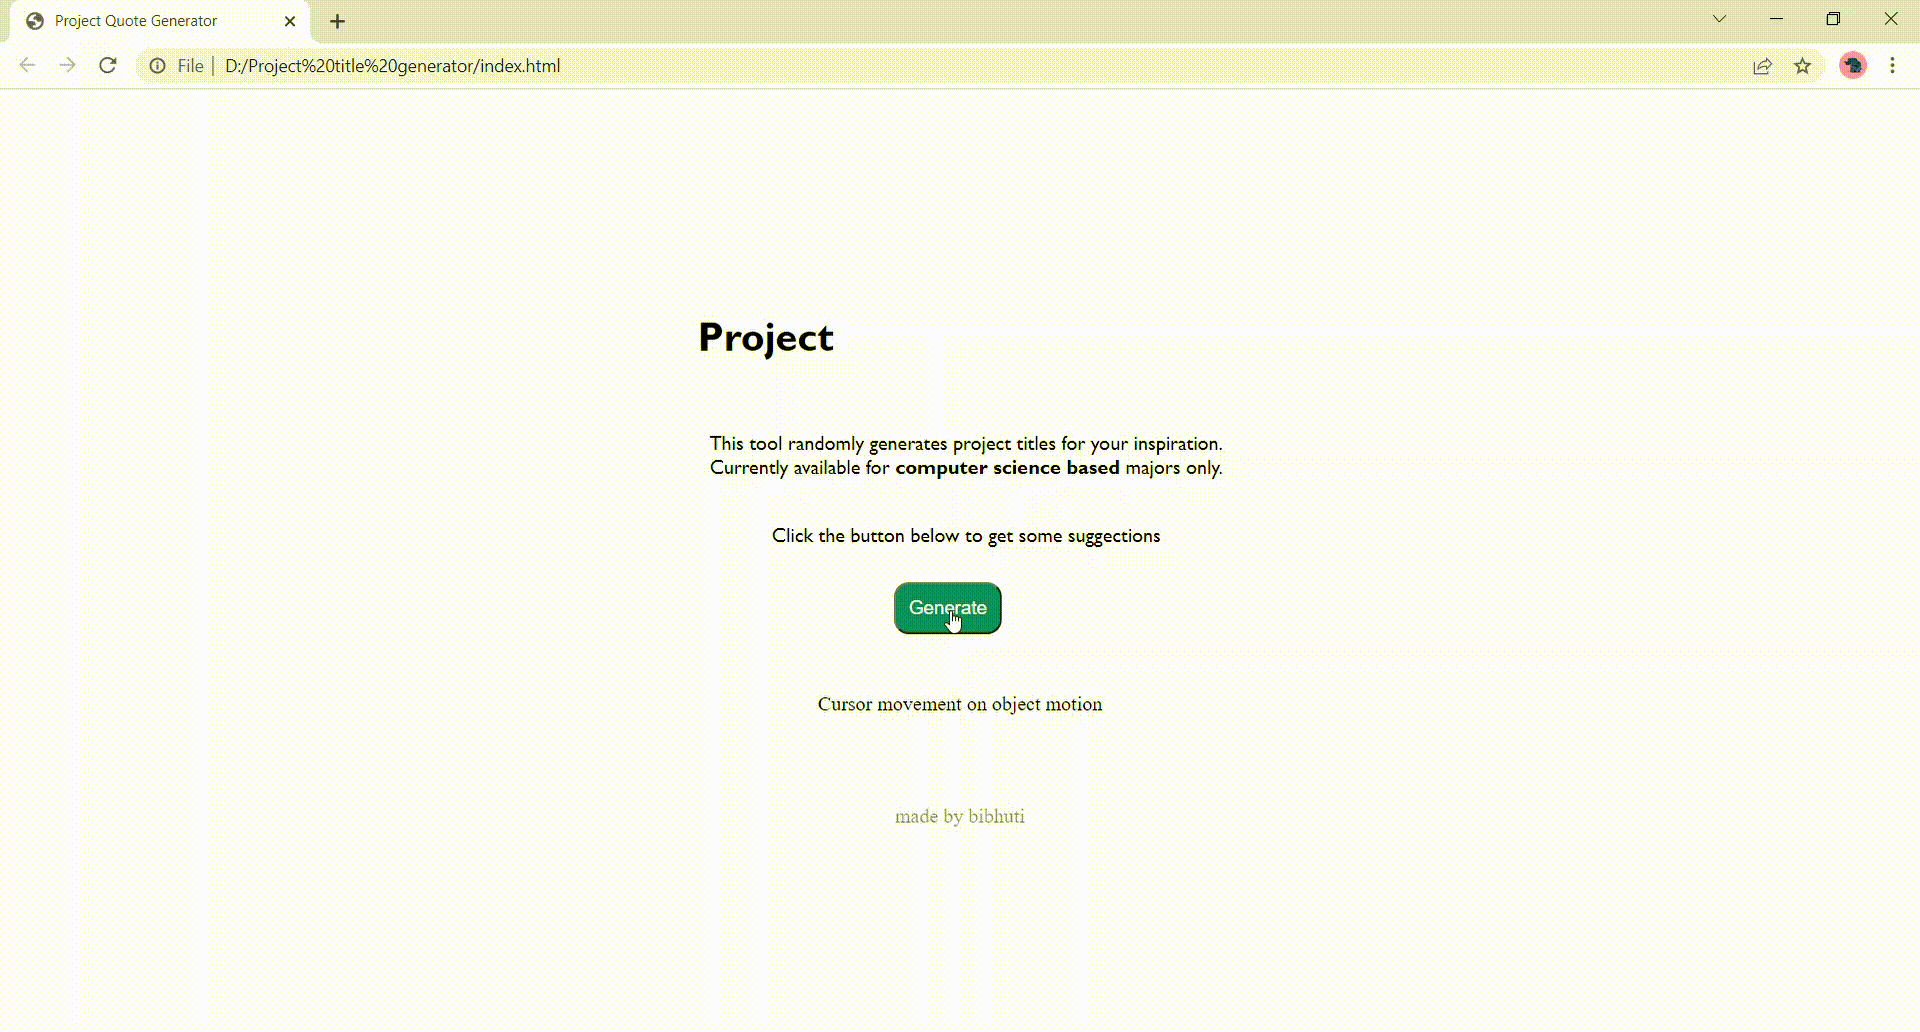 Project Quote Generator
File | D:/Project%20title%20generator/index.html
Project
This tool randomly generates project titles for your inspiration.
Currently available for computer science based majors only.
Click the button below to get some suggestions
Generate
Cursor movement on object motion
made by bibhuti